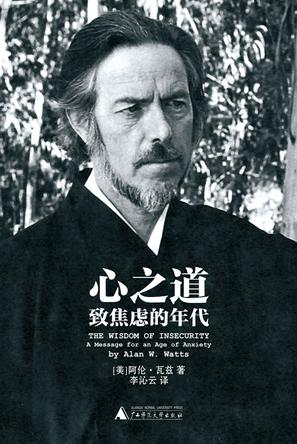 心之道
致焦虑的年代
THE WISDOM OF INSECURITY
A Message for an Age of Anxiety
by Alan W. Watts
[美]阿伦·瓦兹 著
李沁云 译
GUANGXI NORMAL UNIVERSITY PRESS
广西师范大学出版社